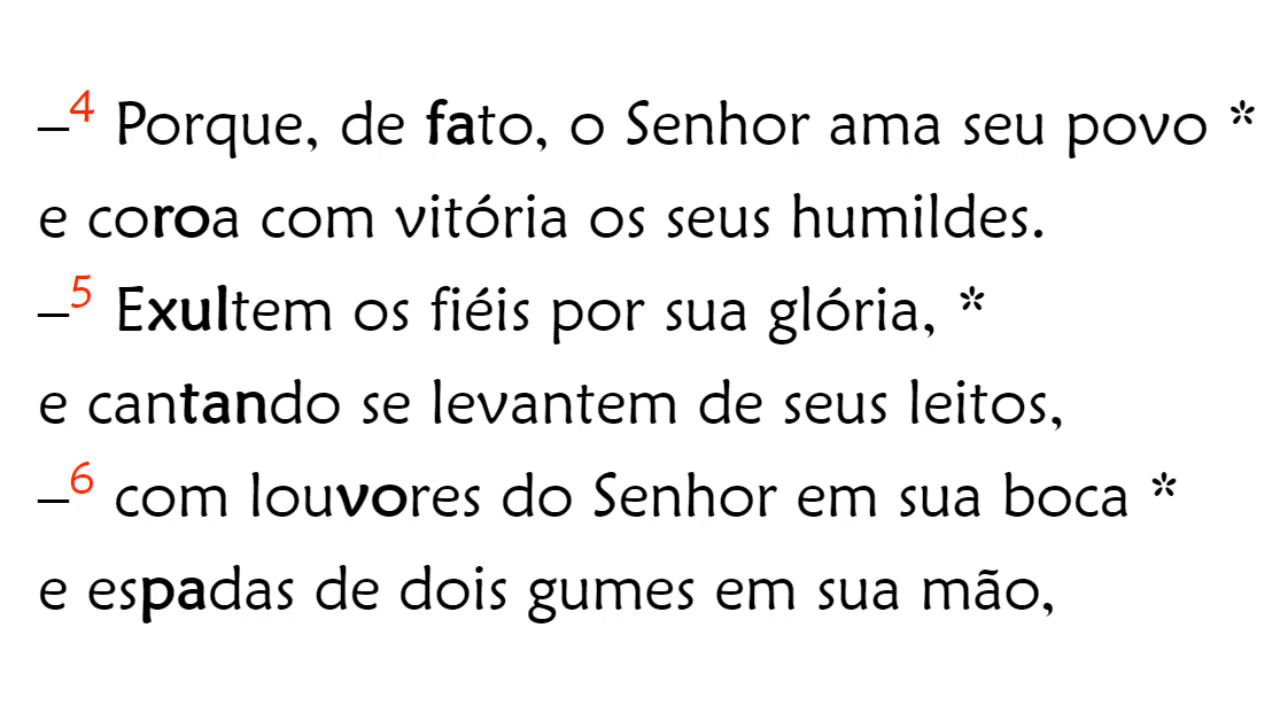 –4 Porque, de fato, o Senhor ama seu povo *
e coroa com vitória os seus humildes.
–5 Exultem os fiéis por sua glória, *
e cantando se levantem de seus leitos,
–6 com louvores do Senhor em sua boca *
e espadas de dois gumes em sua mão,